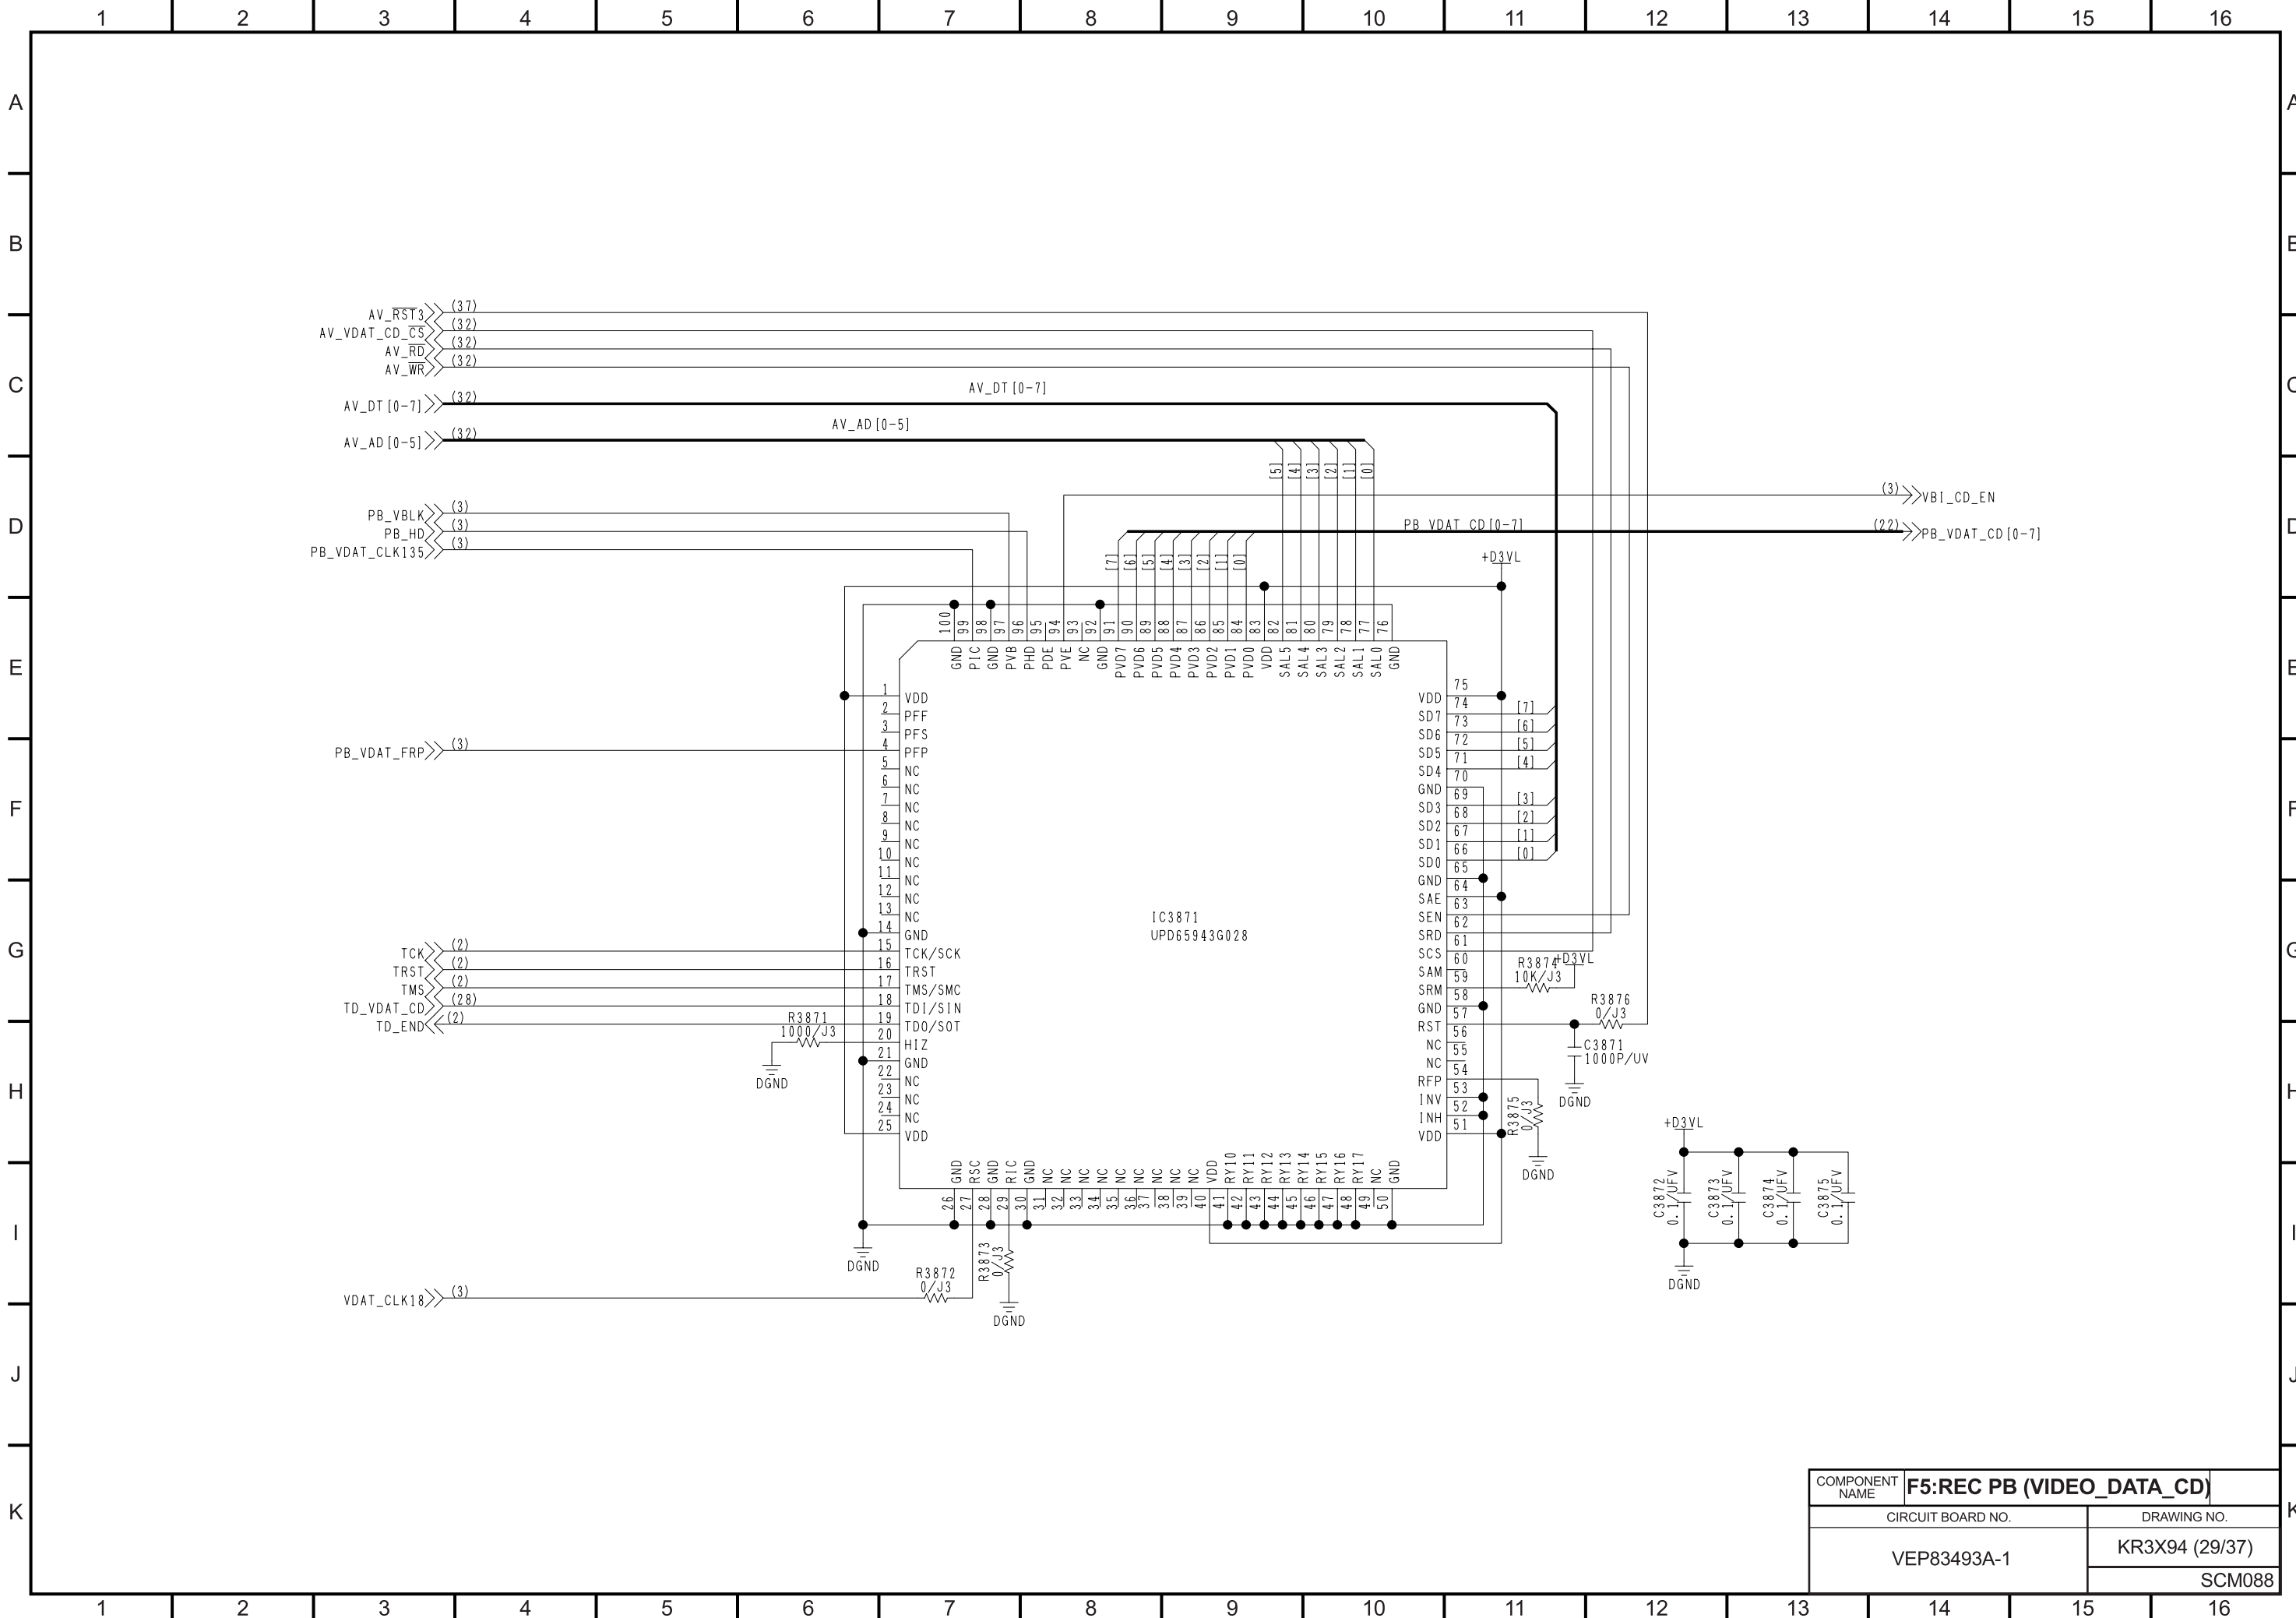 1 2 3 4 5 6 7 8 9 10 11 12 13 14 15 16
A
B
C
D
E
F
G
H
I
J
K
A
B
C
D
E
F
G
H
I
J
K
AV_RST3 (37)
AV_VDAT_CD_CS (32)
AV_RD (32)
AV_WR (32)
AV_DT[0-7] (32) AV_DT[0-7]
AV_AD[0-5] (32) AV_AD[0-5]
[5] [4] [3] [2] [1] [0]
(3) VBI_CD_EN
PB_VBLK (3)
PB_HD (3)
PB_VDAT_CLK135 (3)
PB_VDAT_CD[0-7] (22) PB_VDAT_CD[0-7]
[7] [6] [5] [4] [3] [2] [1] [0]
+D3VL
100 99 98 97 96 95 94 93 92 91 90 89 88 87 86 85 84 83 82 81 80 79 78 77 76
GND PIC GND PVB PHD PDE PVE NC GND PVD7 PVD6 PVD5 PVD4 PVD3 PVD2 PVD1 PVD0 VDD SAL5 SAL4 SAL3 SAL2 SAL1 SAL0 GND
1 VDD
2 PFF
3 PFS
PB_VDAT_FRP (3) 4 PFP
5 NC
6 NC
7 NC
8 NC
9 NC
10 NC
11 NC
12 NC
13 NC
14 GND
TCK (2) 15 TCK/SCK
TRST (2) 16 TRST
TMS (2) 17 TMS/SMC
TD_VDAT_CD (28) 18 TDI/SIN
TD_END (2) 19 TDO/SOT
R3871
1000/J3
20 HIZ
DGND
21 GND
22 NC
23 NC
24 NC
25 VDD
IC3871
UPD65943G028
VDD 75
SD7 74 [7]
SD6 73 [6]
SD5 72 [5]
SD4 71 [4]
GND 70
SD3 69 [3]
SD2 68 [2]
SD1 67 [1]
SD0 66 [0]
GND 65
SAE 64
SEN 63
SRD 62
SCS 61
SAM 60
SRM 59
R3874
10K/J3
+D3VL
GND 58
RST 57
R3876
0/J3
C3871
1000P/UV
DGND
NC 56
NC 55
RFP 54
R3875
0/J3
DGND
INV 53
INH 52
VDD 51
GND RSC GND RIC GND NC NC NC NC NC NC NC NC NC VDD RY10 RY11 RY12 RY13 RY14 RY15 RY16 RY17 NC GND
26 27 28 29 30 31 32 33 34 35 36 37 38 39 40 41 42 43 44 45 46 47 48 49 50
DGND
R3873
0/J3
DGND
VDAT_CLK18 (3)
R3872
0/J3
+D3VL
C3872
0.1/UFV
C3873
0.1/UFV
C3874
0.1/UFV
C3875
0.1/UFV
DGND
COMPONENT
NAME
F5:REC PB (VIDEO_DATA_CD)
CIRCUIT BOARD NO.
DRAWING NO.
VEP83493A-1
KR3X94 (29/37)
SCM088
1 2 3 4 5 6 7 8 9 10 11 12 13 14 15 16